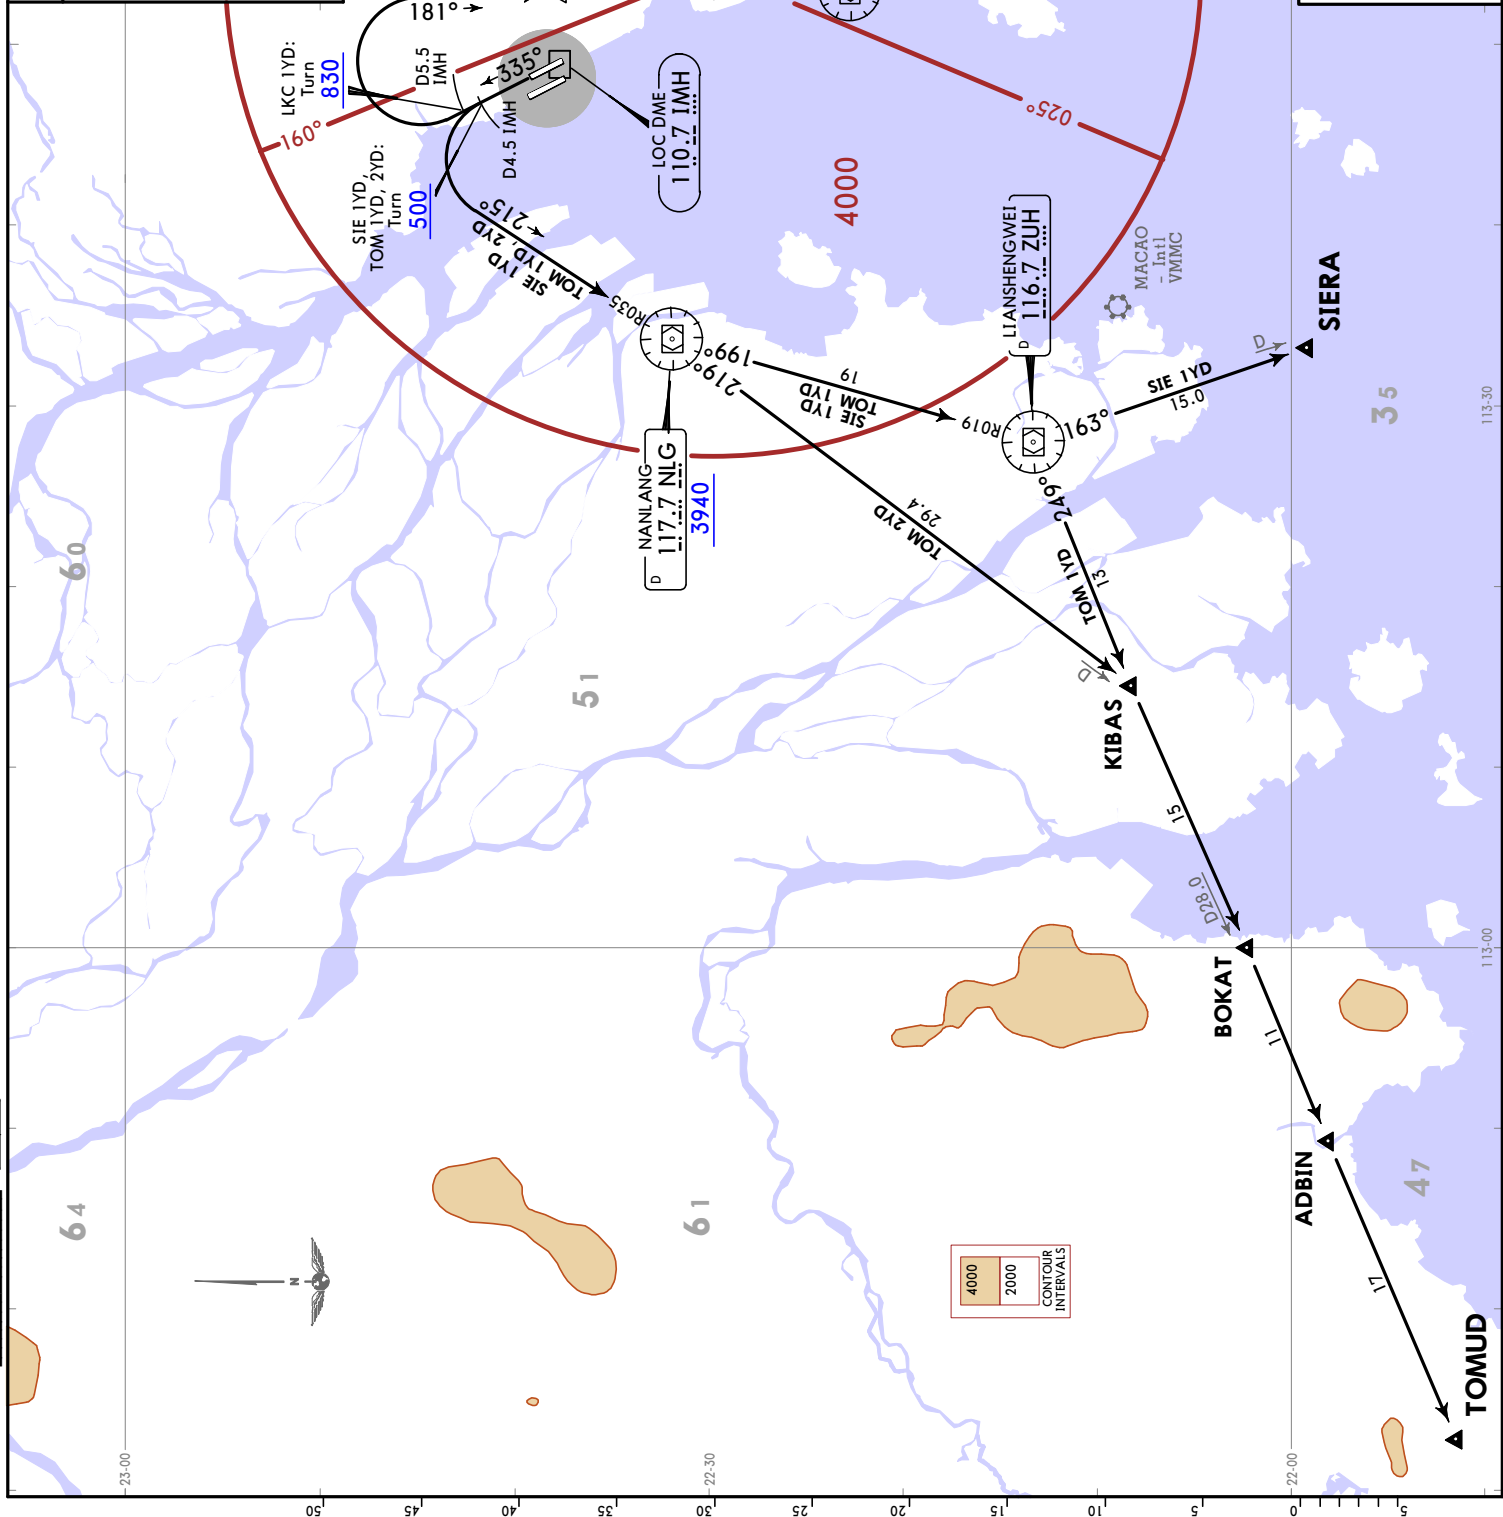 181°
LKC 1YD:
Turn
830
D5.5
IMH
335°
160°
SIE 1YD,
TOM 1YD, 2YD:
Turn
500
D4.5 IMH
LOC DME
110.7 IMH
025°
4000
215°
SIE 1YD
TOM 1YD, 2YD
R035
LIANSHENGWEI
D
116.7 ZUH
MACAO
- Intl
VMMC
SIERA
D
199°
219°
19
SIE 1YD
TOM 1YD
R019
163°
SIE 1YD
15.0
35
113-30
NANLANG
D
117.7 NLG
3940
60
29.4
TOM 2YD
249°
TOM 1YD
13
51
D
KIBAS
15
D28.0
BOKAT
113-00
11
ADBIN
47
64
61
N
4000
2000
CONTOUR
INTERVALS
17
TOMUD
23-00
22-30
22-00
50
45
40
35
30
25
20
15
10
5
0
5